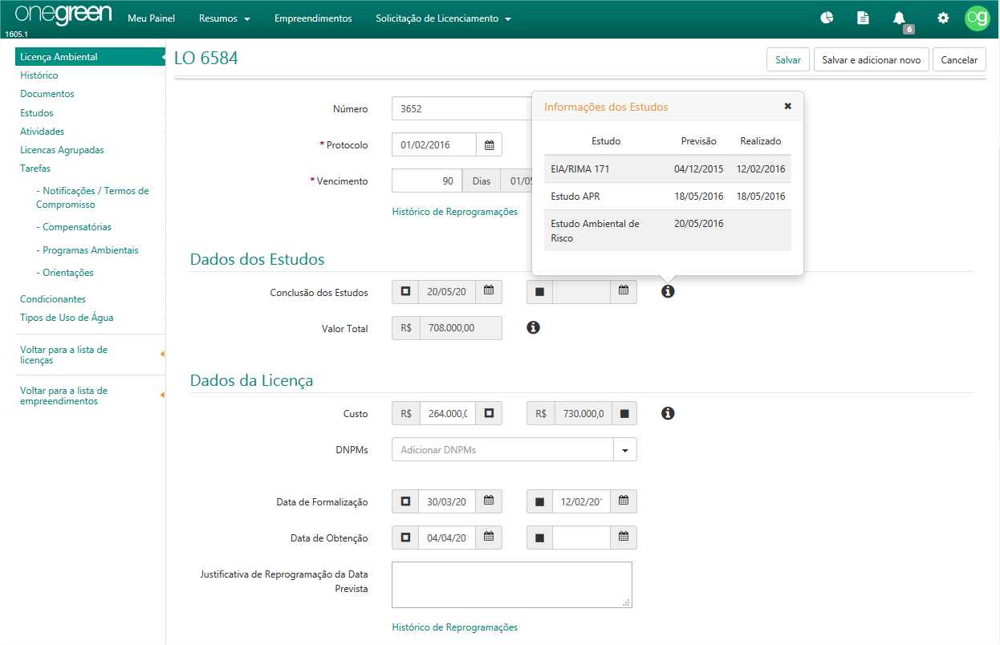 onegreen
1605.1
Meu Painel
Resumos
Empreendimentos
Solicitação de Licenciamento
6
og
Licença Ambiental
Histórico
Documentos
Estudos
Atividades
Licencas Agrupadas
Tarefas
- Notificações / Termos de
Compromisso
- Compensatórias
- Programas Ambientais
- Orientações
Condicionantes
Tipos de Uso de Água
Voltar para a lista de
licenças
Voltar para a lista de
empreendimentos
LO 6584
Salvar
Salvar e adicionar novo
Cancelar
Número
3652
* Protocolo
01/02/2016
* Vencimento
90
Dias
01/05
Histórico de Reprogramações
Informações dos Estudos
Estudo Previsão Realizado
EIA/RIMA 171 04/12/2015 12/02/2016
Estudo APR 18/05/2016 18/05/2016
Estudo Ambiental de 20/05/2016
Risco
Dados dos Estudos
Conclusão dos Estudos
20/05/20
Valor Total
R$ 708.000,00
Dados da Licença
Custo
R$ 264.000,0
R$ 730.000,0
DNPMs
Adicionar DNPMs
Data de Formalização
30/03/20
12/02/201
Data de Obtenção
04/04/20
Justificativa de Reprogramação da Data
Prevista
Histórico de Reprogramações